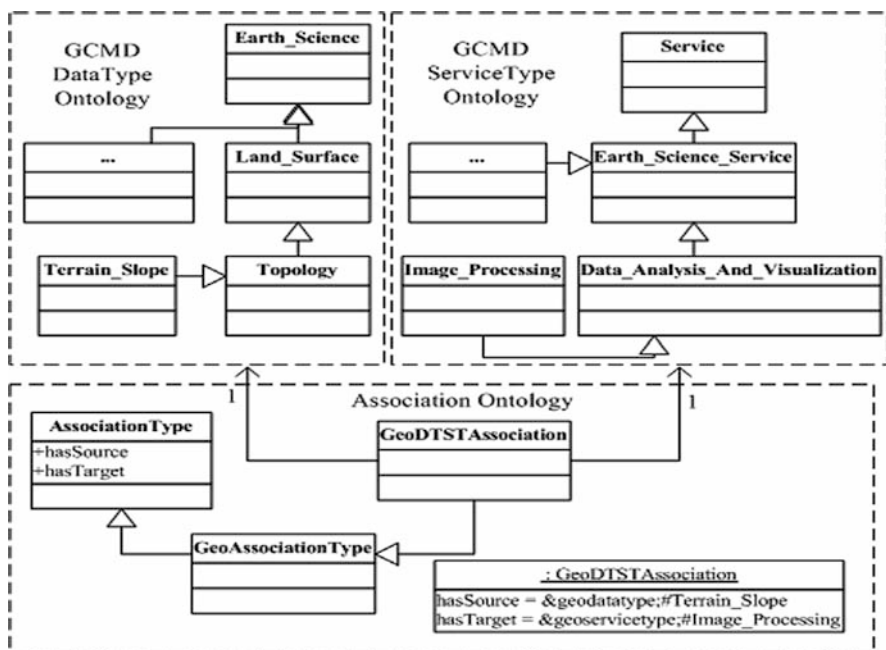 GCMD
DataType
Ontology
Earth_Science
...
Land_Surface
Terrain_Slope
Topology
GCMD
ServiceType
Ontology
Service
...
Earth_Science_Service
Image_Processing
Data_Analysis_And_Visualization
1
1
Association Ontology
AssociationType
+hasSource
+hasTarget
GeoDTSTAssociation
GeoAssociationType
: GeoDTSTAssociation
hasSource = &geodatatype;#Terrain_Slope
hasTarget = &geoservicetype;#Image_Processing